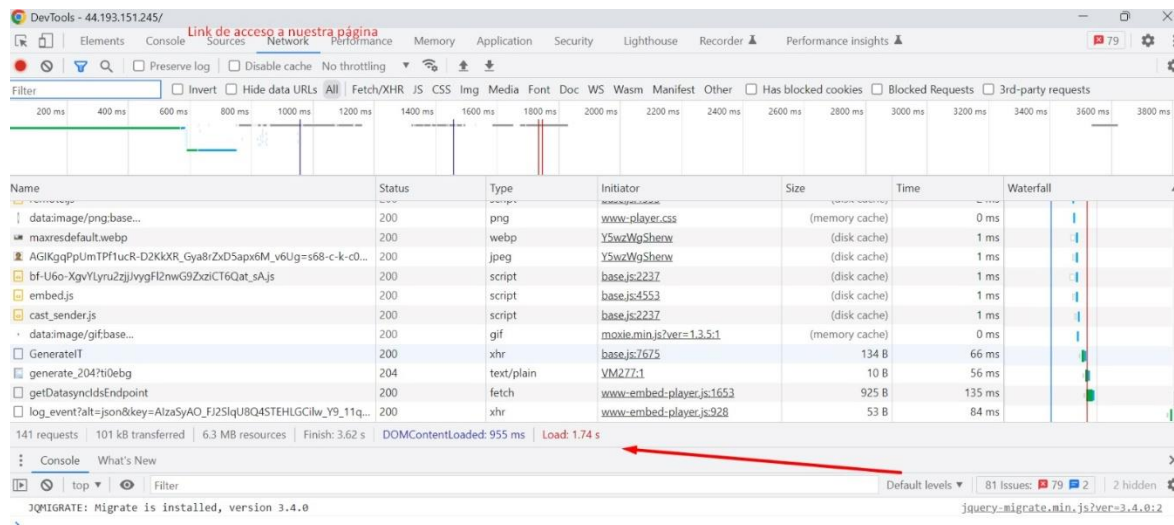 DevTools - 44.193.151.245/
Link de acceso a nuestra página
Elements Console Sources Network Performance Memory Application Security Lighthouse Recorder Performance insights 79
Preserve log Disable cache No throttling
Filter Invert Hide data URLs All Fetch/XHR JS CSS Img Media Font Doc WS Wasm Manifest Other Has blocked cookies Blocked Requests 3rd-party requests
200 ms 400 ms 600 ms 800 ms 1000 ms 1200 ms 1400 ms 1600 ms 1800 ms 2000 ms 2200 ms 2400 ms 2600 ms 2800 ms 3000 ms 3200 ms 3400 ms 3600 ms 3800 ms
Name Status Type Initiator Size Time Waterfall
data:image/png;base... 200 png www-player.css (memory cache) 0 ms
maxresdefault.webp 200 webp Y5wzWgSherw (disk cache) 1 ms
200 jpeg Y5wzWgSherw (disk cache) 1 ms
200 script base.js:2237 (disk cache) 1 ms
embed.js 200 script base.js:4553 (disk cache) 1 ms
cast_sender.js 200 script base.js:2237 (disk cache) 1 ms
data:image/gif;base... 200 gif moxie.min.js?ver=1.3.5:1 (memory cache) 0 ms
GenerateIT 200 xhr base.js:7675 134 B 66 ms
generate_204?ti0ebg 204 text/plain VM277:1 10 B 56 ms
getDatasyncIdsEndpoint 200 fetch www-embed-player.js:1653 925 B 135 ms
200 xhr www-embed-player.js:928 53 B 84 ms
141 requests 101 kB transferred 6.3 MB resources Finish: 3.62 s DOMContentLoaded: 955 ms Load: 1.74 s
Console What's New
top Filter Default levels 81 Issues: 79 2 2 hidden
JQMIGRATE: Migrate is installed, version 3.4.0 jquery-migrate.min.js?ver=3.4.0:2